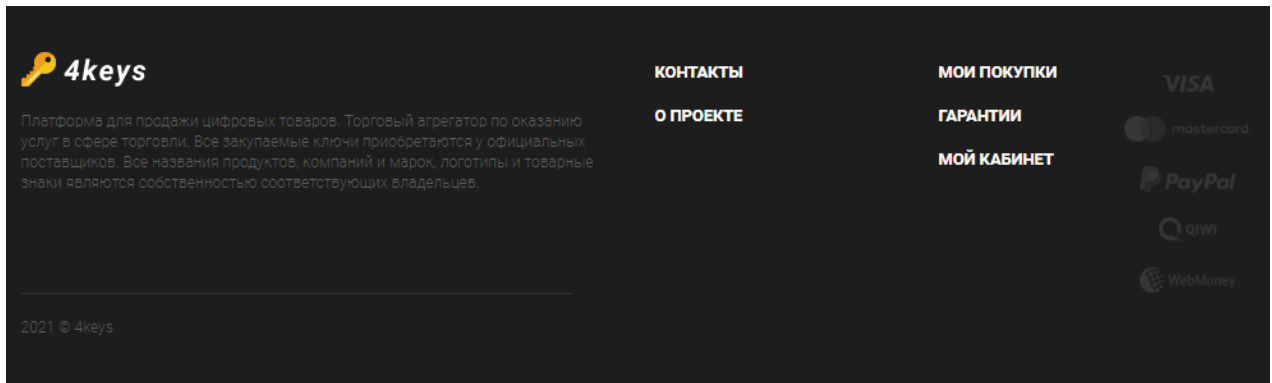 4keys
Платформа для продажи цифровых товаров. Торговый агрегатор по оказанию
услуг в сфере торговли. Все закупаемые ключи приобретаются у официальных
поставщиков. Все названия продуктов, компаний и марок, логотипы и товарные
знаки являются собственностью соответствующих владельцев.
2021 © 4keys
КОНТАКТЫ
О ПРОЕКТЕ
МОИ ПОКУПКИ
ГАРАНТИИ
МОЙ КАБИНЕТ
VISA
mastercard
PayPal
QIWI
WebMoney